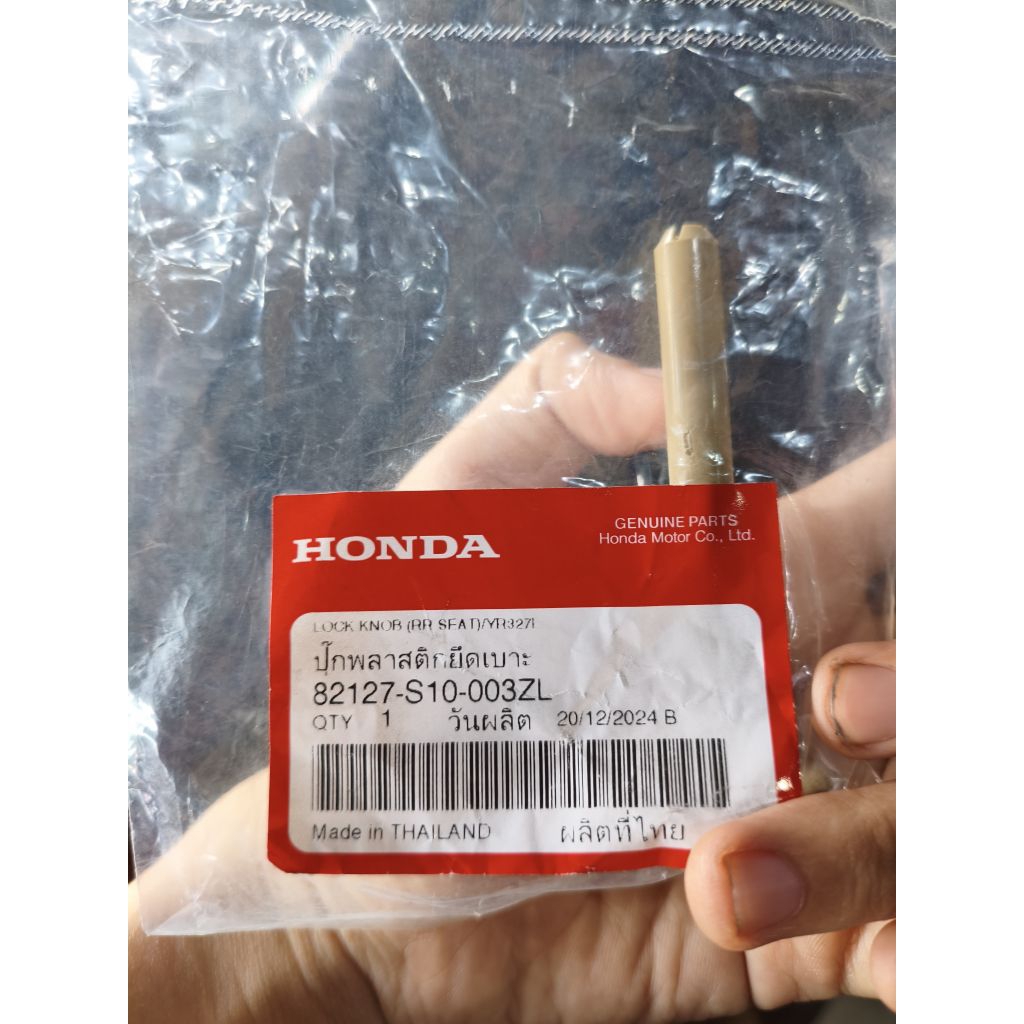 HONDA
GENUINE PARTS
Honda Motor Co., Ltd.
LOCK KNOB (RR SEAT)/YR327L
ปุ๊กพลาสติกยึดเบาะ
82127-S10-003ZL
QTY 1 วันผลิต 20/12/2024 B
Made in THAILAND ผลิตที่ไทย